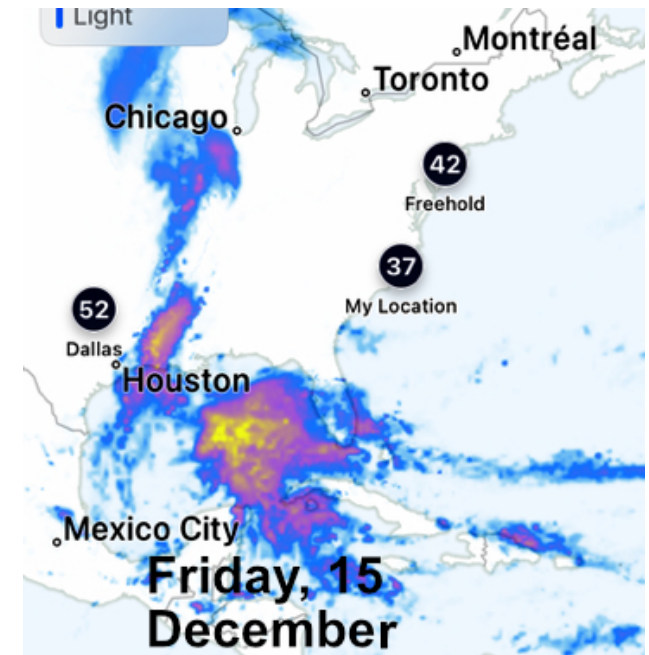 Light
Montréal
Toronto
Chicago
42
Freehold
37
My Location
52
Dallas
Houston
Mexico City
Friday, 15
December